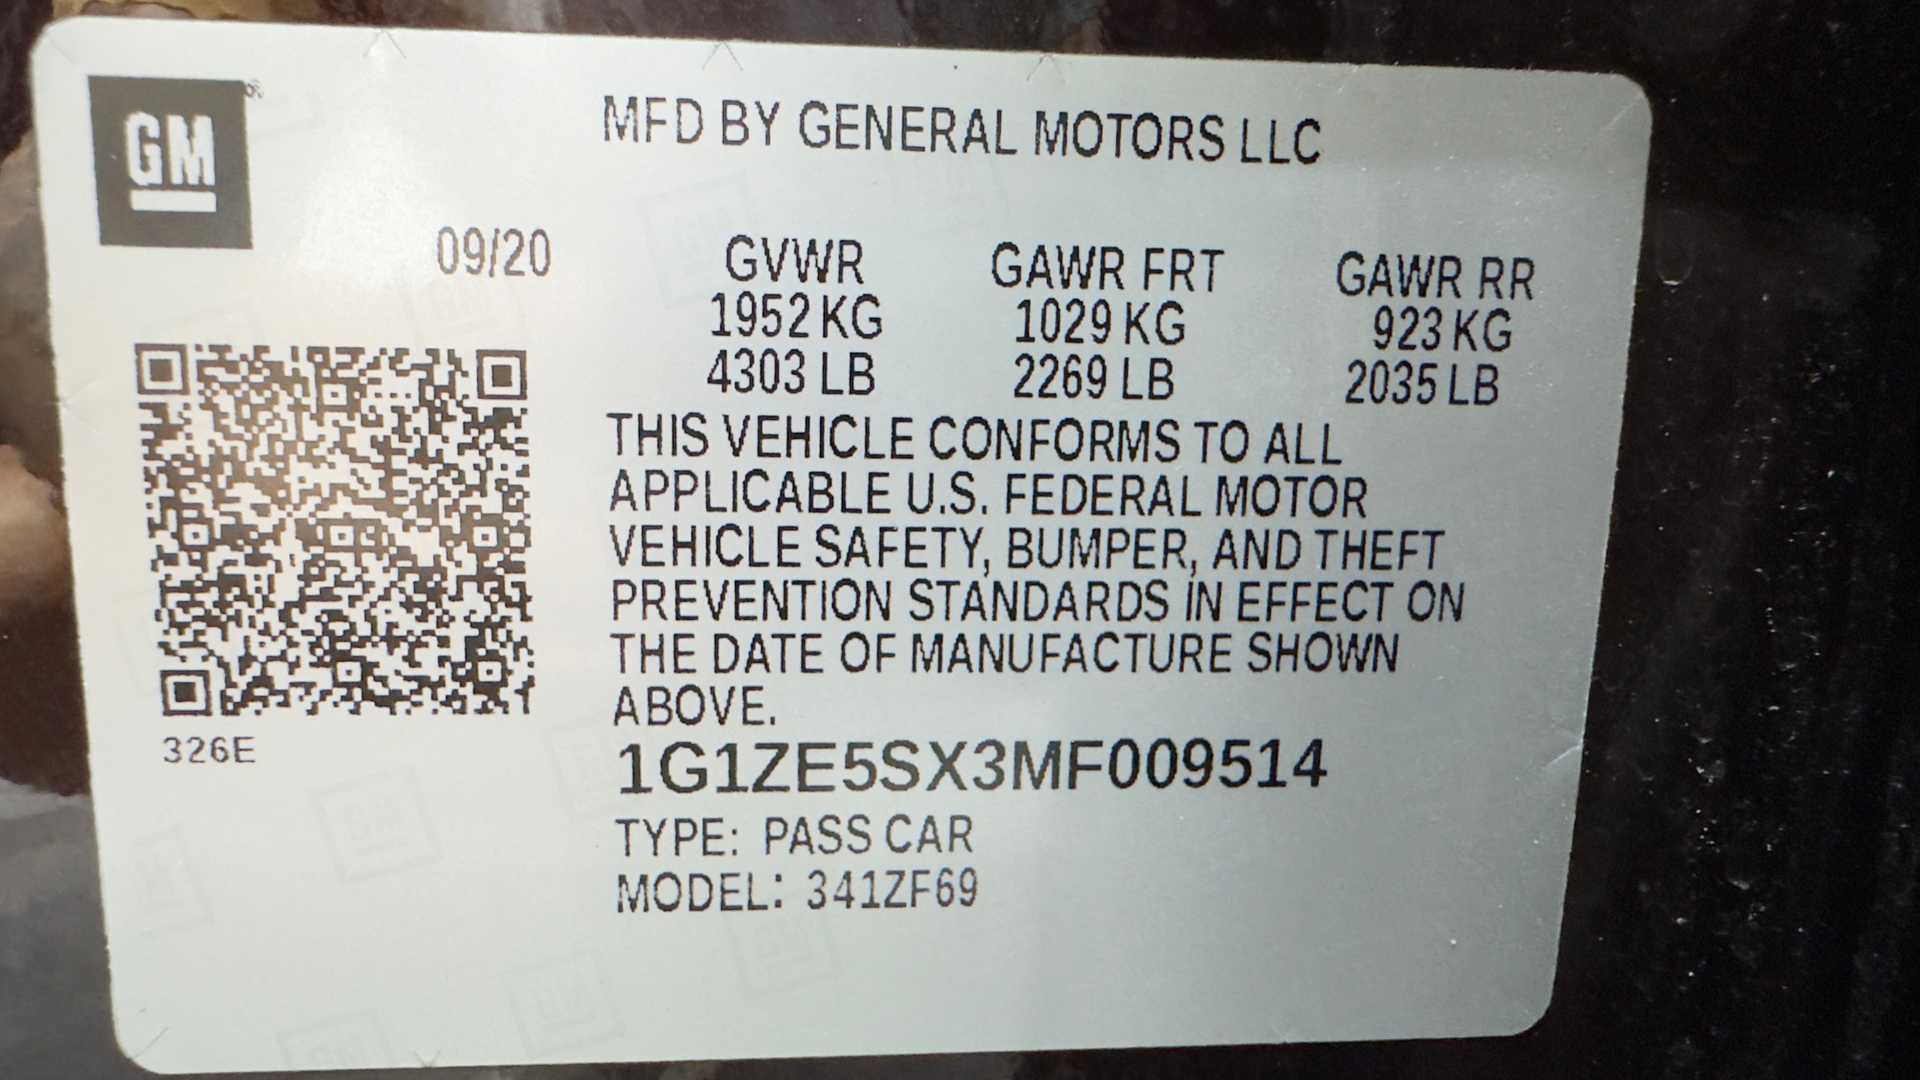 GM
MFD BY GENERAL MOTORS LLC
09/20
GVWR GAWR FRT GAWR RR
1952 KG 1029 KG 923 KG
4303 LB 2269 LB 2035 LB
THIS VEHICLE CONFORMS TO ALL
APPLICABLE U.S. FEDERAL MOTOR
VEHICLE SAFETY, BUMPER, AND THEFT
PREVENTION STANDARDS IN EFFECT ON
THE DATE OF MANUFACTURE SHOWN
ABOVE.
326E
1G1ZE5SX3MF009514
TYPE: PASS CAR
MODEL: 341ZF69